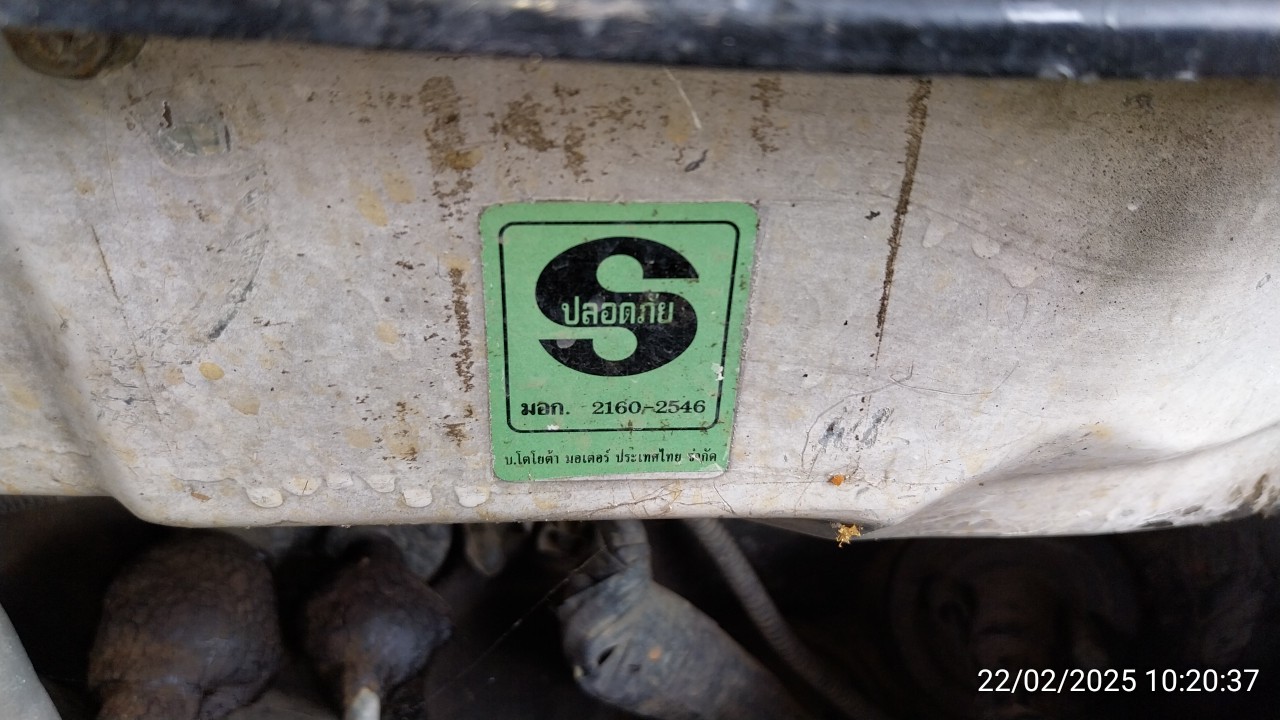 S
ปลอดภัย
มอก. 2160-2546
บ.โตโยต้า มอเตอร์ ประเทศไทย จำกัด
22/02/2025 10:20:37